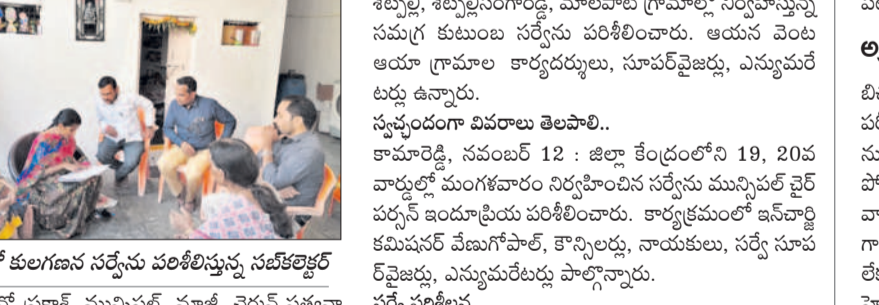 కులగణన సర్వేను పరిశీలిస్తున్న సబ్‌కలెక్టర్
శెట్పల్లి, శెట్పల్లిసంగారెడ్డి, మాలపాటి గ్రామాల్లో నిర్వహిస్తున్న
సమగ్ర కుటుంబ సర్వేను పరిశీలించారు. ఆయన వెంట
ఆయా గ్రామాల కార్యదర్శులు, సూపర్‌వైజర్లు, ఎన్యుమరే
టర్లు ఉన్నారు.
స్వచ్ఛందంగా వివరాలు తెలపాలి..
కామారెడ్డి, నవంబర్ 12 : జిల్లా కేంద్రంలోని 19, 20వ
వార్డుల్లో మంగళవారం నిర్వహించిన సర్వేను మున్సిపల్ చైర్
పర్సన్ ఇందూప్రియ పరిశీలించారు. కార్యక్రమంలో ఇన్‌చార్జి
కమిషనర్ వేణుగోపాల్, కౌన్సిలర్లు, నాయకులు, సర్వే సూప
ర్‌వైజర్లు, ఎన్యుమరేటర్లు పాల్గొన్నారు.